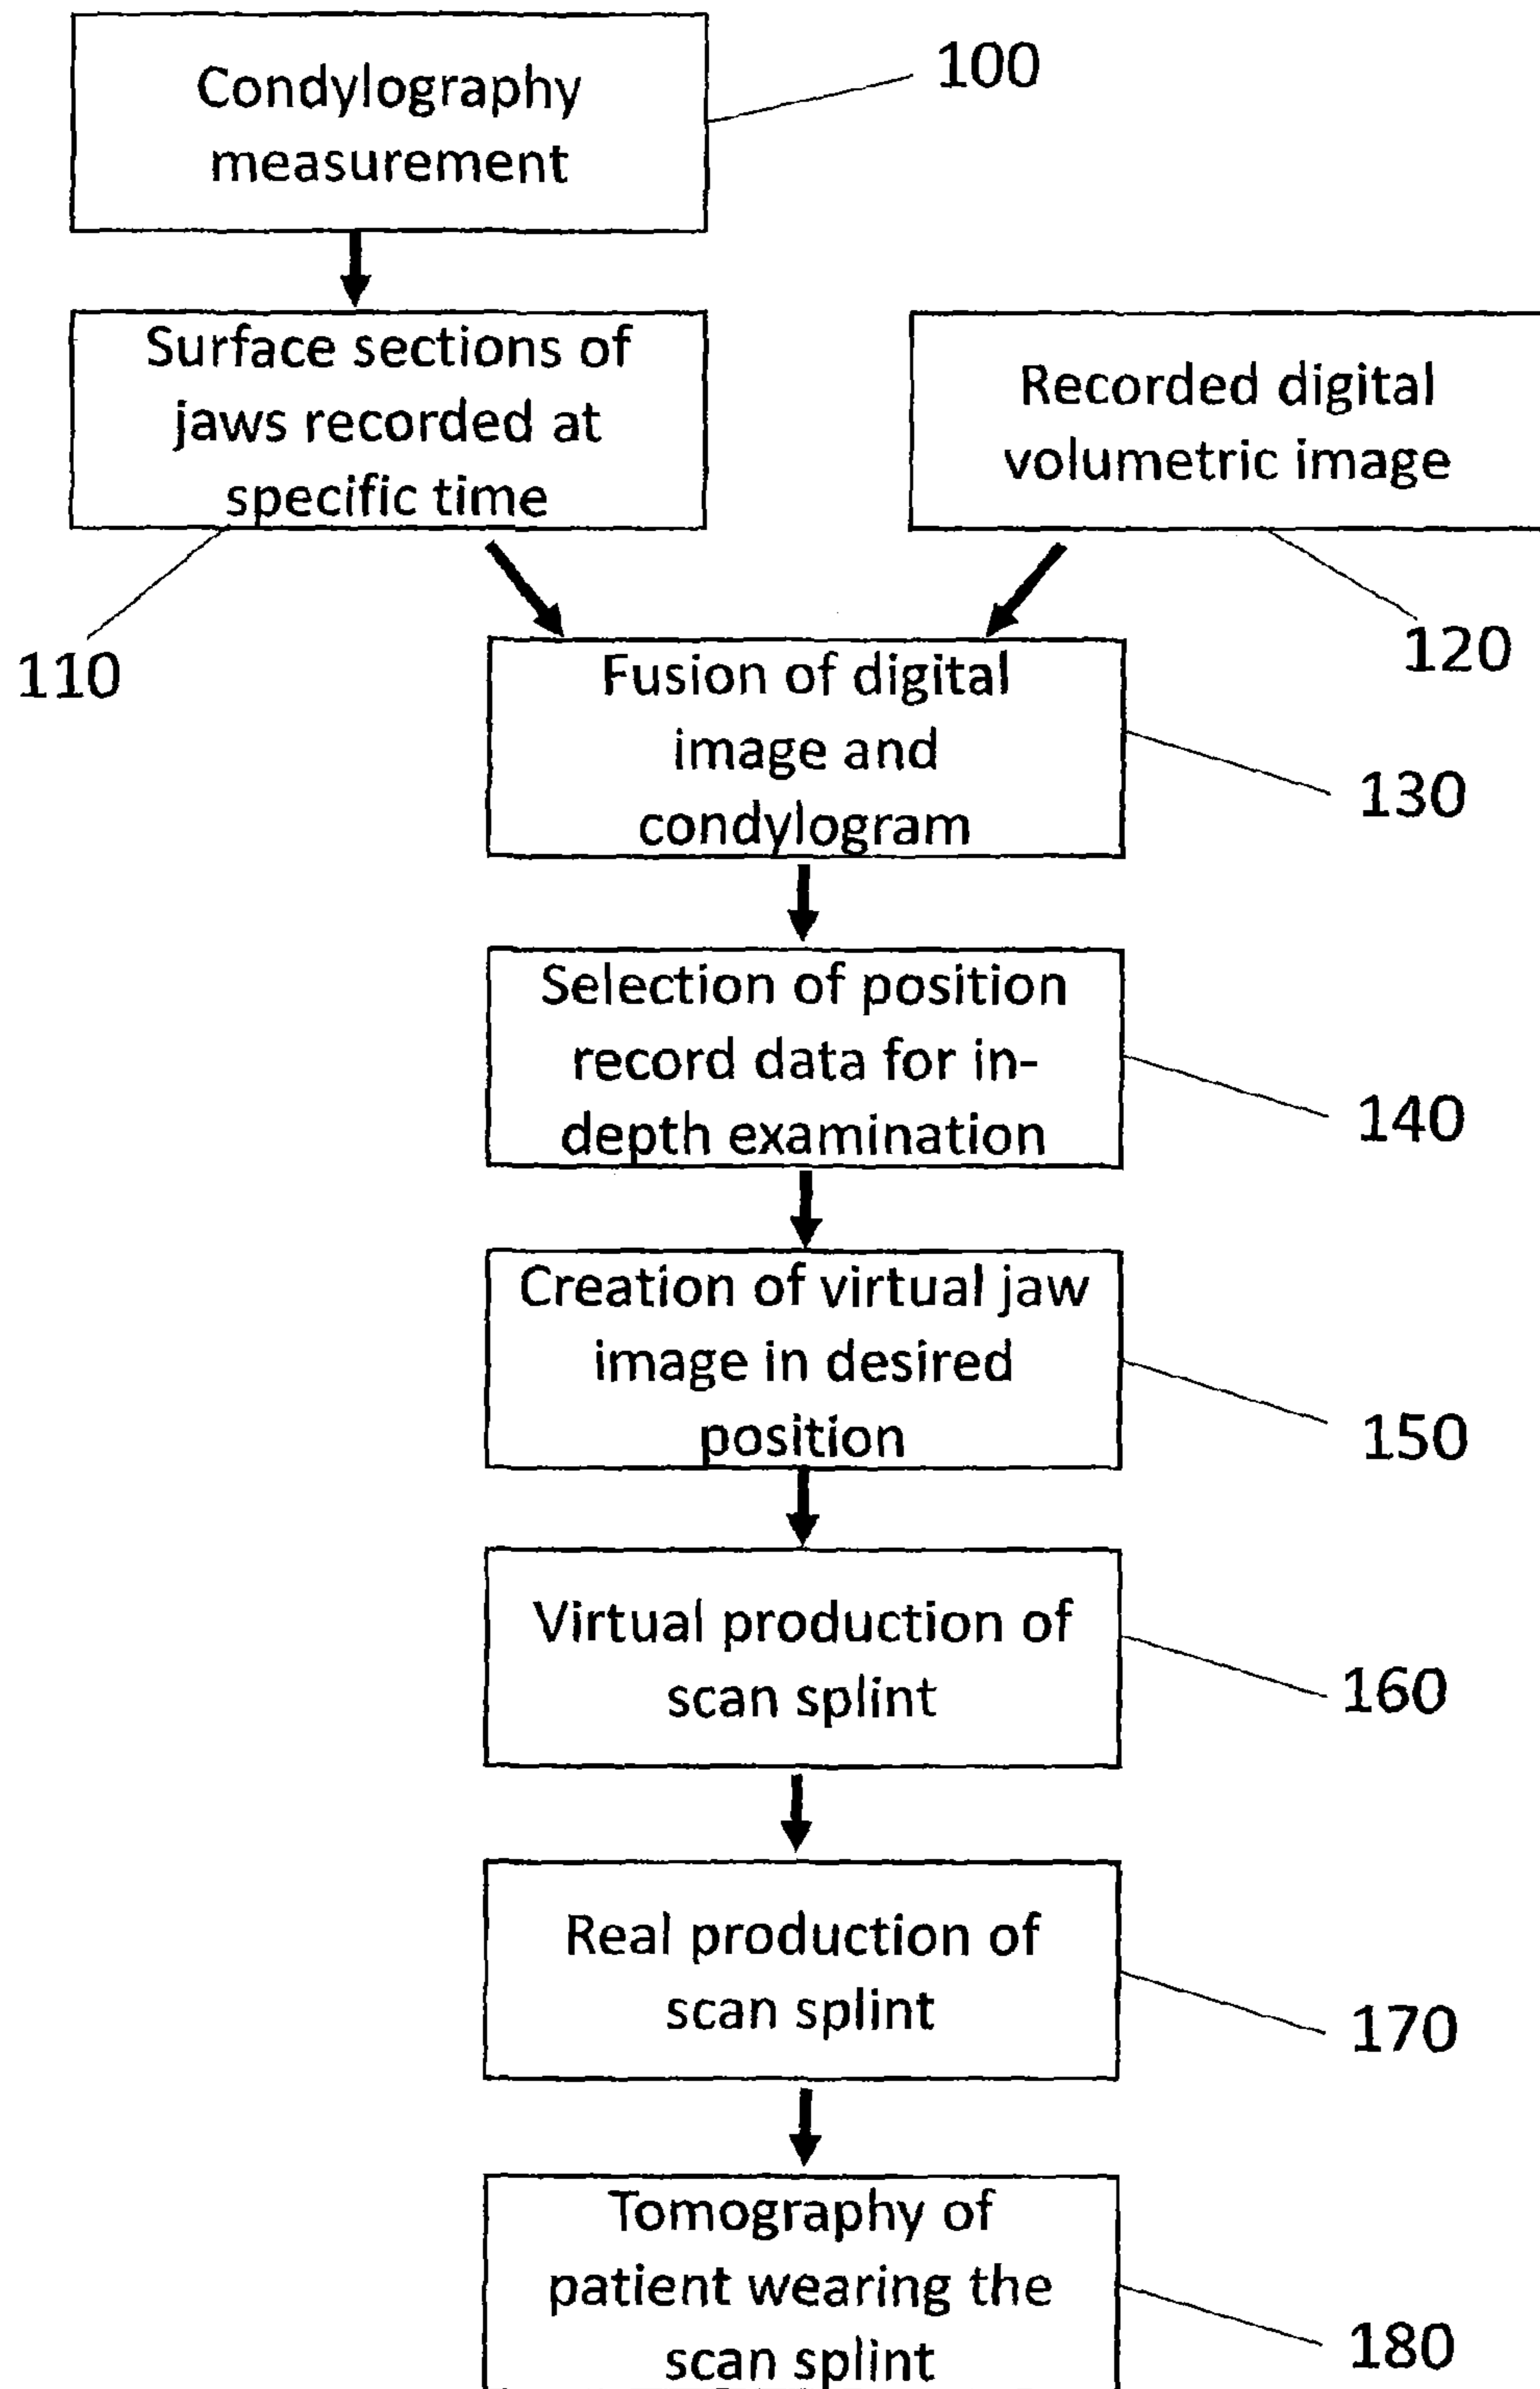 Condylography
measurement
100
Surface sections of
jaws recorded at
specific time
110
Recorded digital
volumetric image
120
Fusion of digital
image and
condylogram
130
Selection of position
record data for in-
depth examination
140
Creation of virtual jaw
image in desired
position
150
Virtual production of
scan splint
160
Real production of
scan splint
170
Tomography of
patient wearing the
scan splint
180